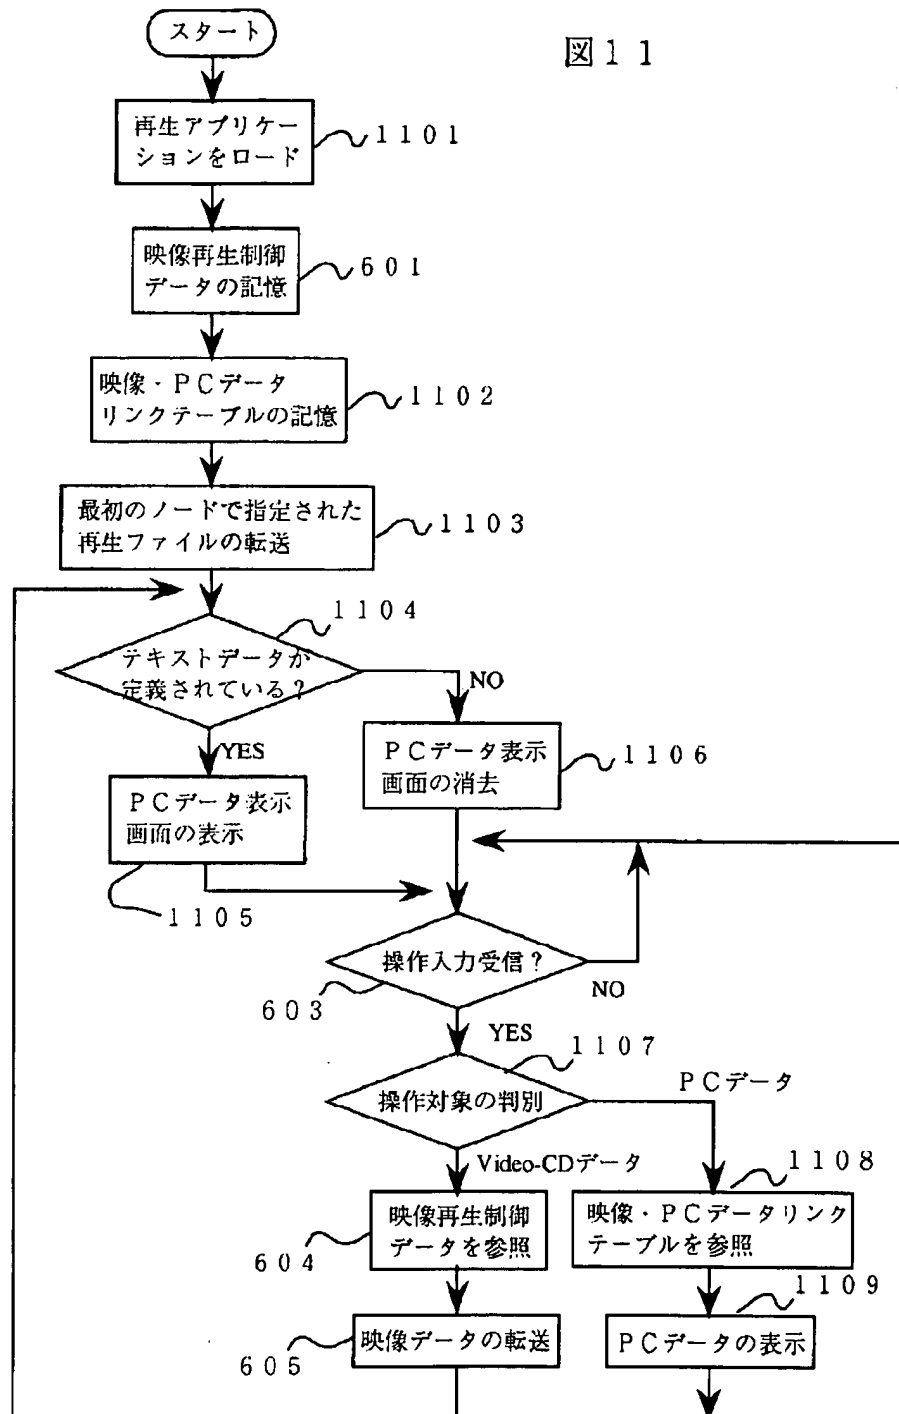 スタート
図11
再生アプリケー
ションをロード
1101
映像再生制御
データの記憶
601
映像・PCデータ
リンクテーブルの記憶
1102
最初のノードで指定された
再生ファイルの転送
1103
1104
テキストデータか
定義されている?
NO
YES
PCデータ表示
画面の消去
1106
PCデータ表示
画面の表示
1105
操作入力受信?
603
NO
YES
1107
操作対象の判別
PCデータ
Video-CDデータ
1108
映像再生制御
データを参照
604
映像・PCデータリンク
テーブルを参照
1109
映像データの転送
605
PCデータの表示